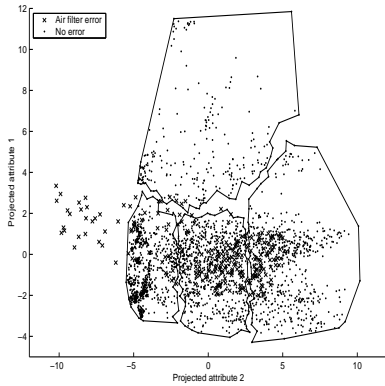 Air filter error
No error
12
10
8
6
4
2
0
−2
−4
Projected attribute 1
−10 −5 0 5 10
Projected attribute 2